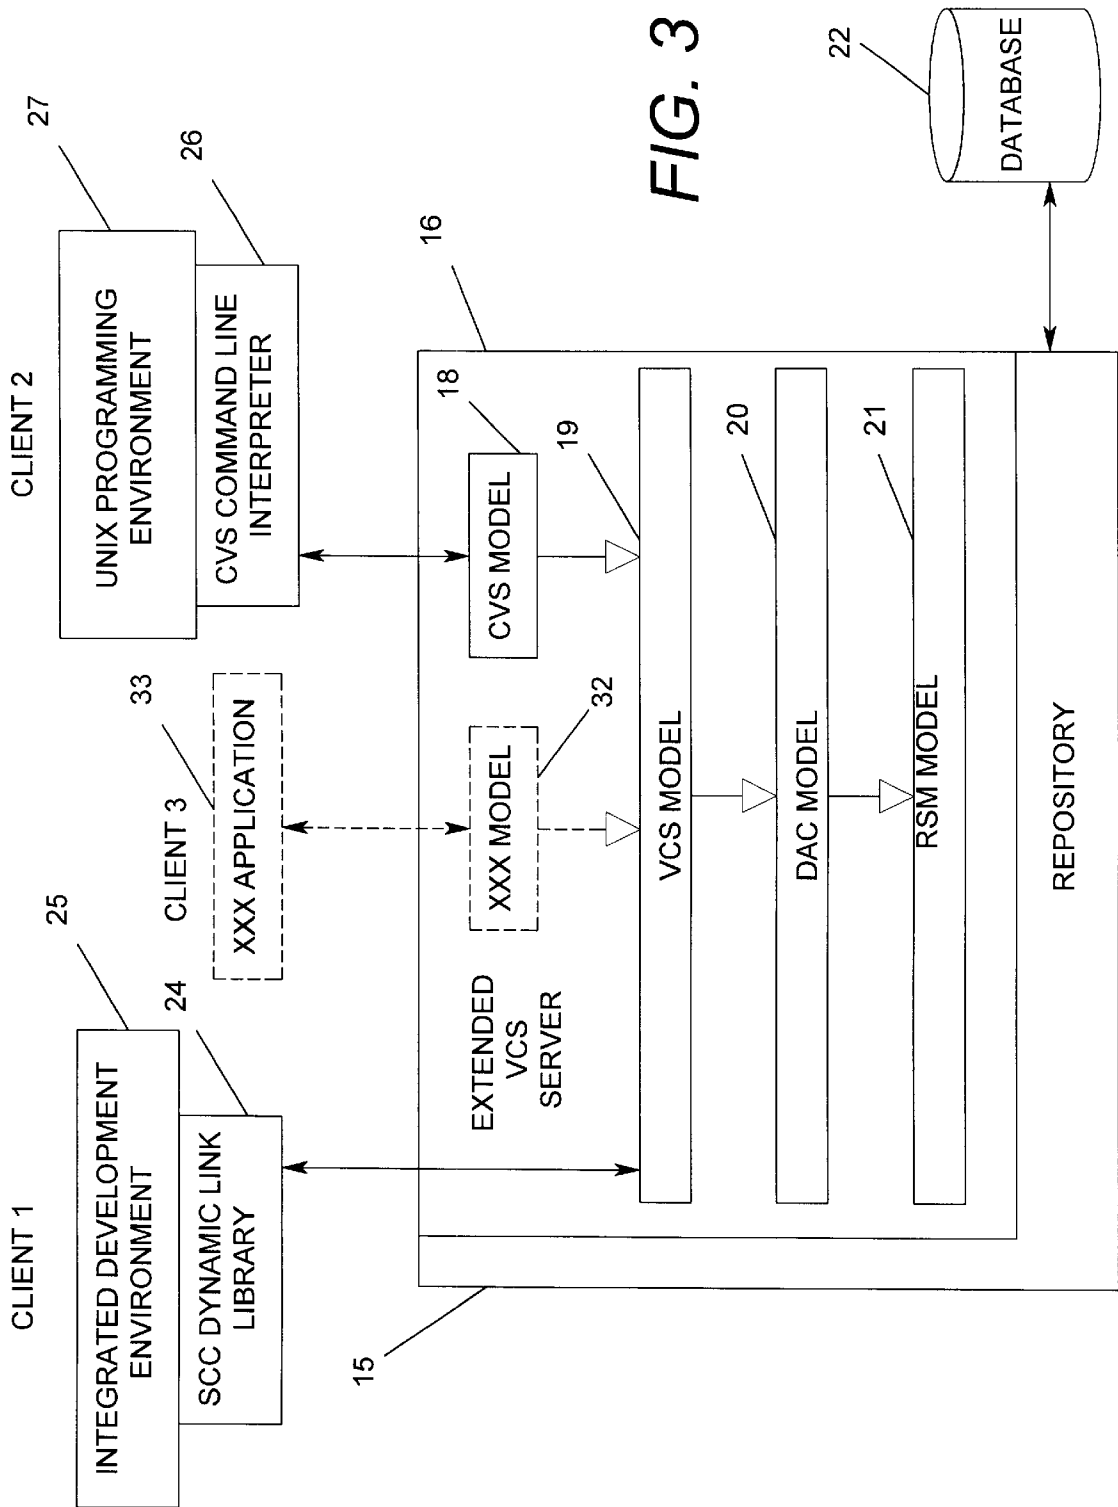 CLIENT 1
CLIENT 2
INTEGRATED DEVELOPMENT
ENVIRONMENT
25
SCC DYNAMIC LINK
LIBRARY
24
CLIENT 3
XXX APPLICATION
33
UNIX PROGRAMMING
ENVIRONMENT
27
CVS COMMAND LINE
INTERPRETER
26
15
EXTENDED
VCS
SERVER
XXX MODEL
32
CVS MODEL
18
16
VCS MODEL
19
DAC MODEL
20
RSM MODEL
21
REPOSITORY
DATABASE
22
FIG. 3